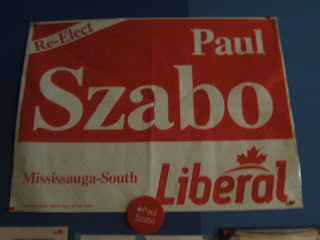 Re-Elect
Paul
Szabo
Mississauga-South
Liberal
Paul
Szabo